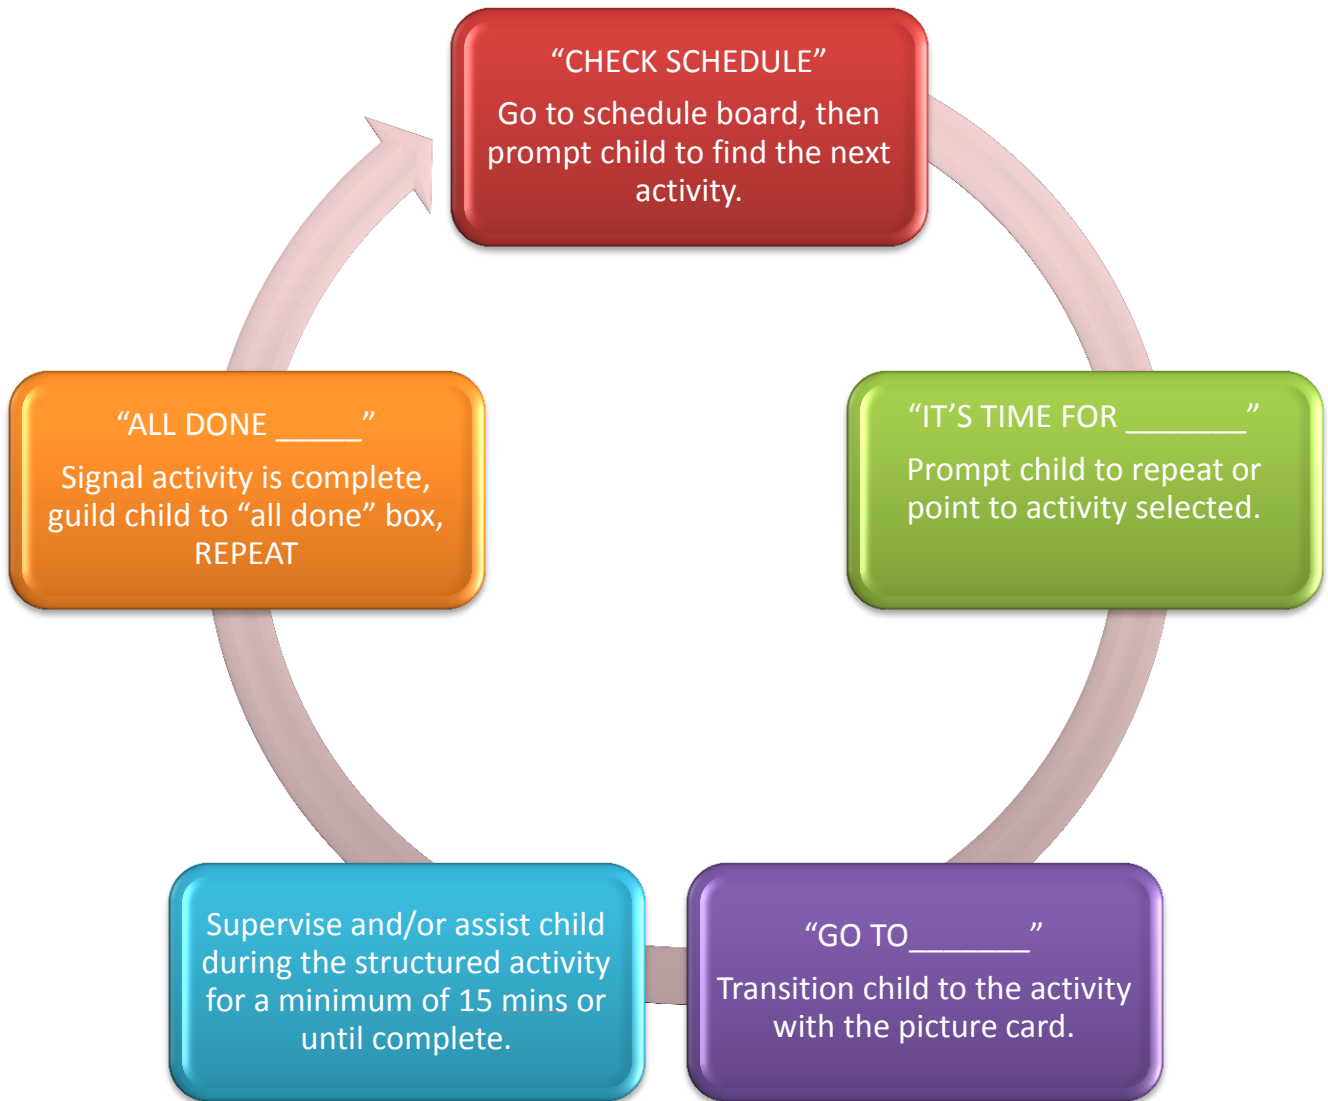 “CHECK SCHEDULE”
Go to schedule board, then
prompt child to find the next
activity.
“IT’S TIME FOR _______”
Prompt child to repeat or
point to activity selected.
“GO TO_______”
Transition child to the activity
with the picture card.
Supervise and/or assist child
during the structured activity
for a minimum of 15 mins or
until complete.
“ALL DONE _____”
Signal activity is complete,
guild child to “all done” box,
REPEAT